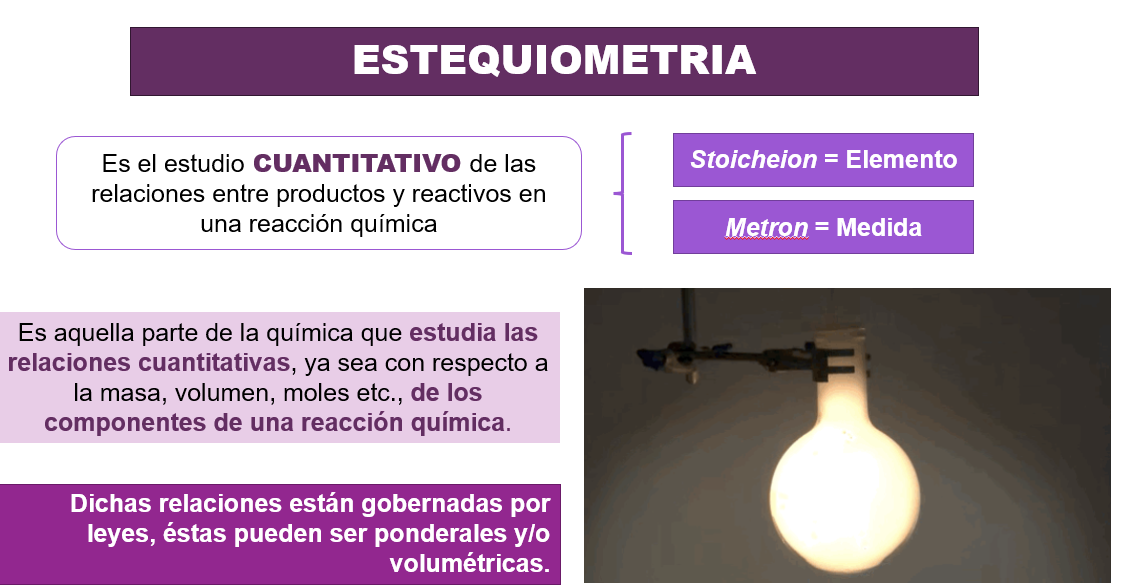 ESTEQUIOMETRIA
Es el estudio CUANTITATIVO de las
relaciones entre productos y reactivos en
una reacción química
Stoicheion = Elemento
Metron = Medida
Es aquella parte de la química que estudia las
relaciones cuantitativas, ya sea con respecto a
la masa, volumen, moles etc., de los
componentes de una reacción química.
Dichas relaciones están gobernadas por
leyes, éstas pueden ser ponderales y/o
volumétricas.